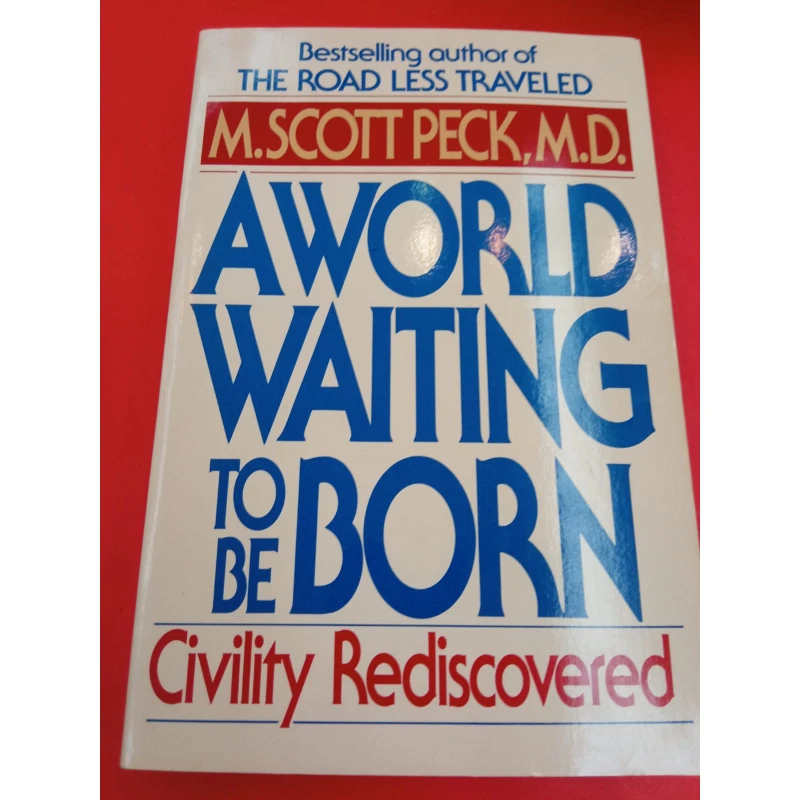 Bestselling author of
THE ROAD LESS TRAVELED
M. SCOTT PECK, M.D.
A WORLD
WAITING
TO BE BORN
Civility Rediscovered